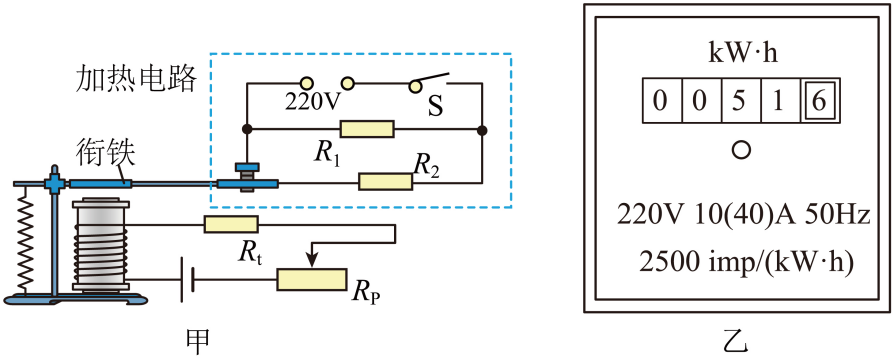 加热电路
220V
S
R₁
R₂
衔铁
Rₜ
R_P
甲
kW·h
0 0 5 1 6
220V 10(40)A 50Hz
2500 imp/(kW·h)
乙